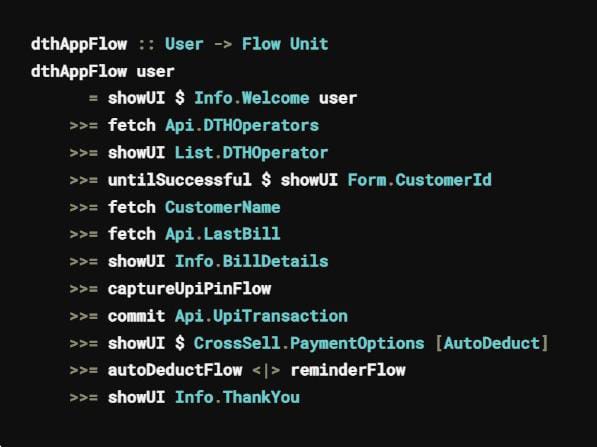 dthAppFlow :: User -> Flow Unit
dthAppFlow user
= showUI $ Info.Welcome user
>>= fetch Api.DTHOperators
>>= showUI List.DTHOperator
>>= untilSuccessful $ showUI Form.CustomerId
>>= fetch CustomerName
>>= fetch Api.LastBill
>>= showUI Info.BillDetails
>>= captureUpiPinFlow
>>= commit Api.UpiTransaction
>>= showUI $ CrossSell.PaymentOptions [AutoDeduct]
>>= autoDeductFlow <|> reminderFlow
>>= showUI Info.ThankYou